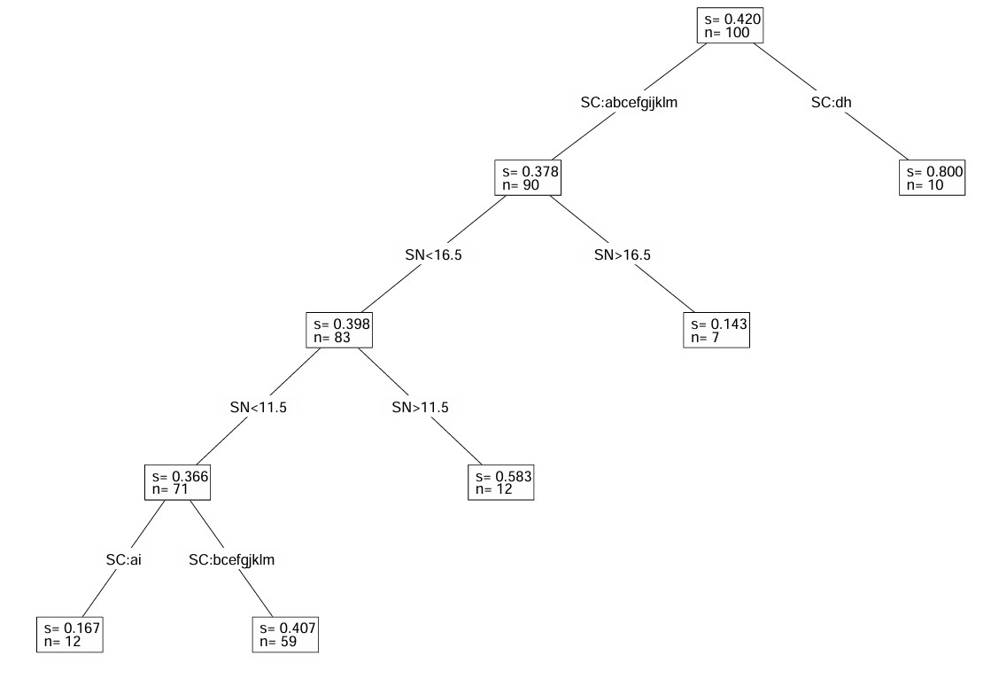 s= 0.420
n= 100
SC:abcefgijklm
SC:dh
s= 0.378
n= 90
s= 0.800
n= 10
SN<16.5
SN>16.5
s= 0.398
n= 83
s= 0.143
n= 7
SN<11.5
SN>11.5
s= 0.366
n= 71
s= 0.583
n= 12
SC:ai
SC:bcefgjklm
s= 0.167
n= 12
s= 0.407
n= 59